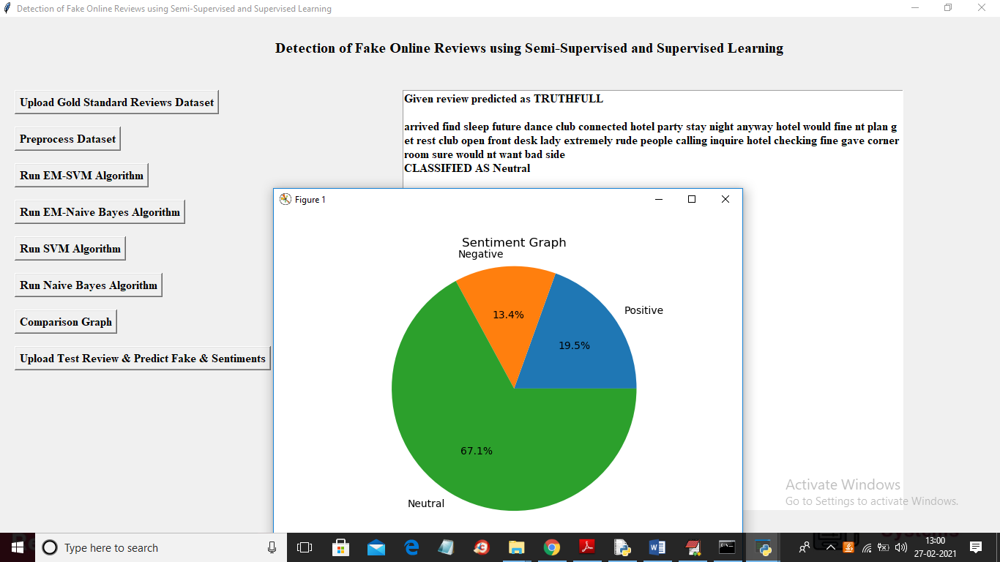 Detection of Fake Online Reviews using Semi-Supervised and Supervised Learning
Detection of Fake Online Reviews using Semi-Supervised and Supervised Learning
Upload Gold Standard Reviews Dataset
Preprocess Dataset
Run EM-SVM Algorithm
Run EM-Naive Bayes Algorithm
Run SVM Algorithm
Run Naive Bayes Algorithm
Comparison Graph
Upload Test Review & Predict Fake & Sentiments
Given review predicted as TRUTHFULL
arrived find sleep future dance club connected hotel party stay night anyway hotel would fine nt plan g
et rest club open front desk lady extremely rude people calling inquire hotel checking fine gave corner
room sure would nt want bad side
CLASSIFIED AS Neutral
Figure 1
Sentiment Graph
Negative
Positive
13.4%
19.5%
67.1%
Neutral
Activate Windows
Go to Settings to activate Windows.
Type here to search
13:00
27-02-2021